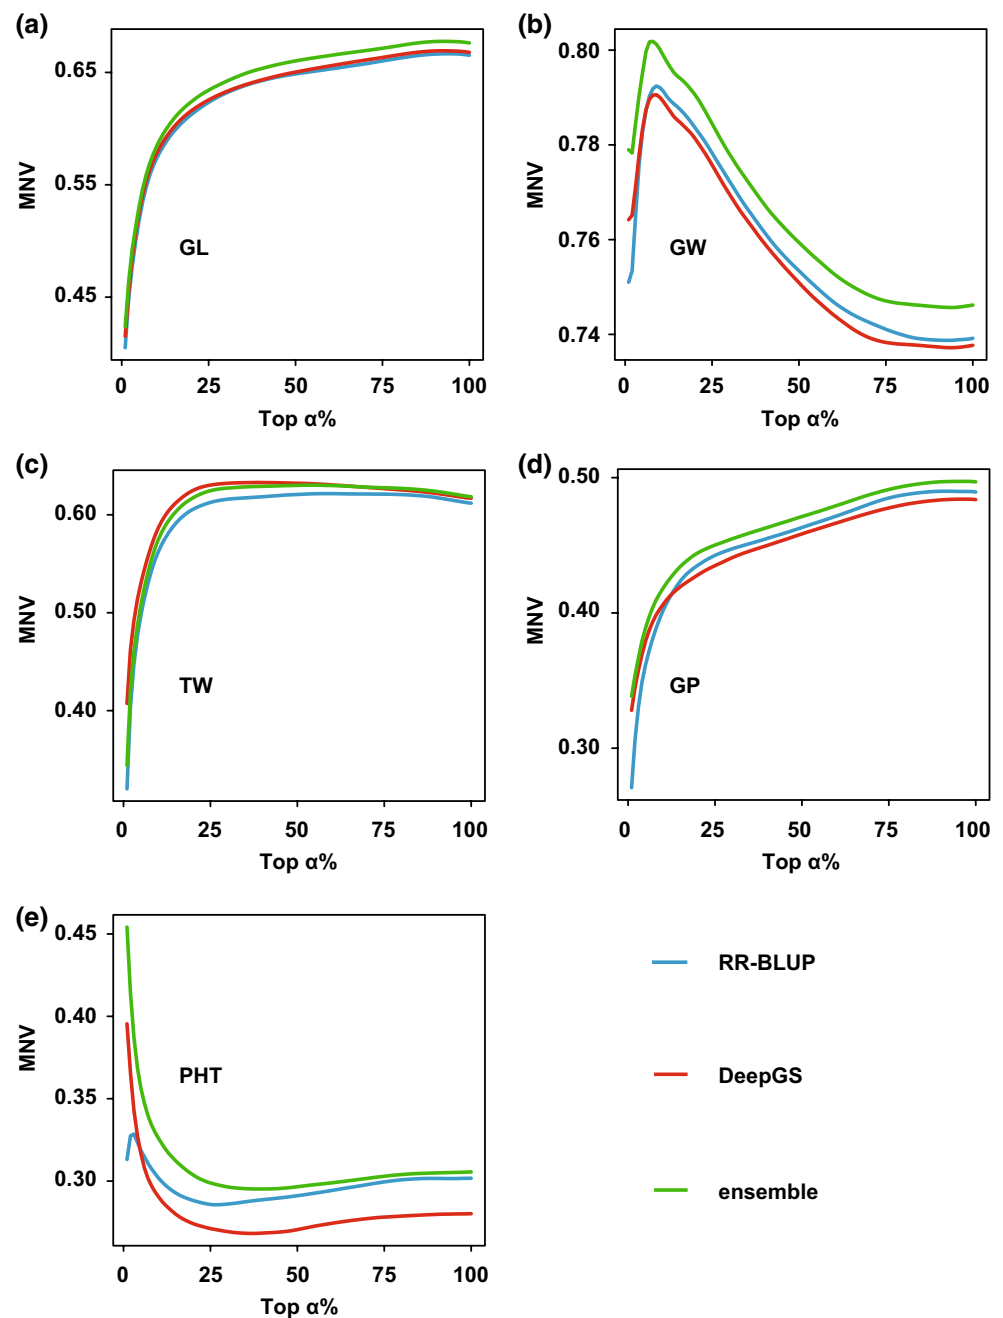 (a)
MNV
0.65
0.55
0.45
GL
0 25 50 75 100
Top α%
(b)
MNV
0.80
0.78
0.76
0.74
GW
0 25 50 75 100
Top α%
(c)
MNV
0.60
0.50
0.40
TW
0 25 50 75 100
Top α%
(d)
MNV
0.50
0.40
0.30
GP
0 25 50 75 100
Top α%
(e)
MNV
0.45
0.40
0.35
0.30
PHT
0 25 50 75 100
Top α%
RR-BLUP
DeepGS
ensemble